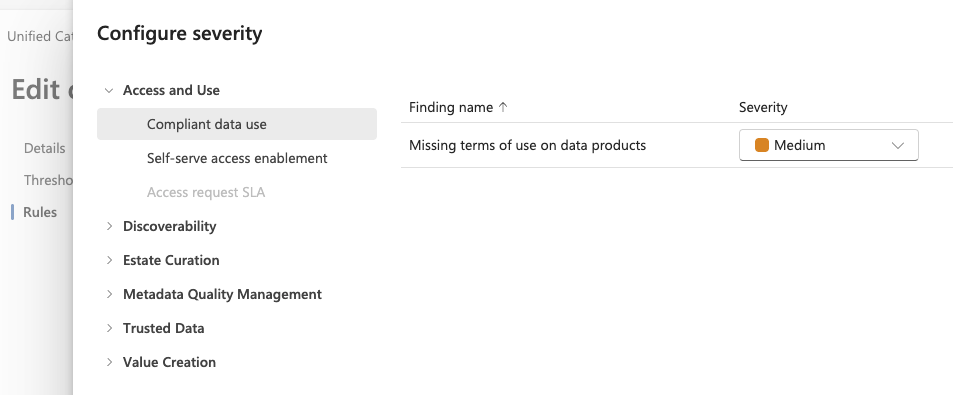 Configure severity
Unified Cat
Edit
Details
Thresho
Rules
Access and Use
Compliant data use
Self-serve access enablement
Access request SLA
Discoverability
Estate Curation
Metadata Quality Management
Trusted Data
Value Creation
Finding name ↑ Severity
Missing terms of use on data products Medium